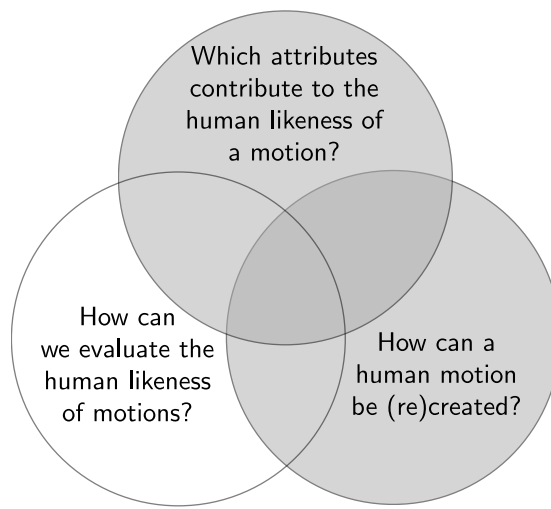 Which attributes
contribute to the
human likeness of
a motion?
How can
we evaluate the
human likeness
of motions?
How can a
human motion
be (re)created?